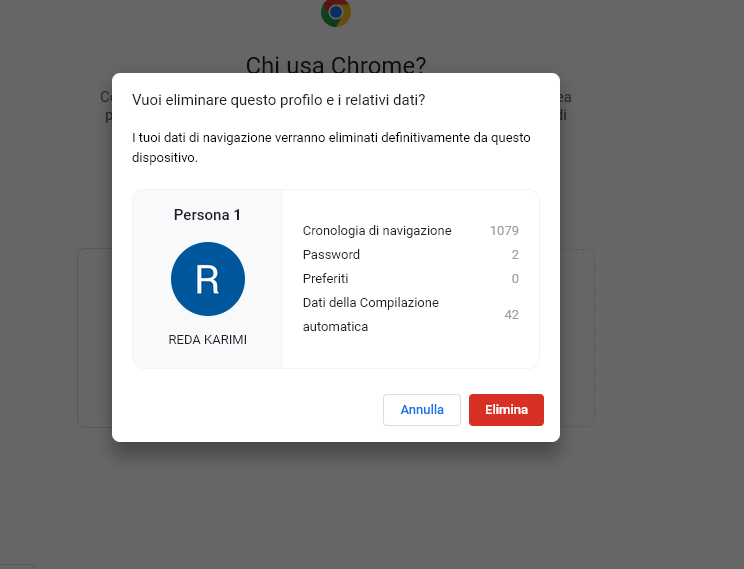 Chi usa Chrome?
Vuoi eliminare questo profilo e i relativi dati?
I tuoi dati di navigazione verranno eliminati definitivamente da questo
dispositivo.
Persona 1
R
REDA KARIMI
Cronologia di navigazione 1079
Password 2
Preferiti 0
Dati della Compilazione
automatica 42
Annulla Elimina